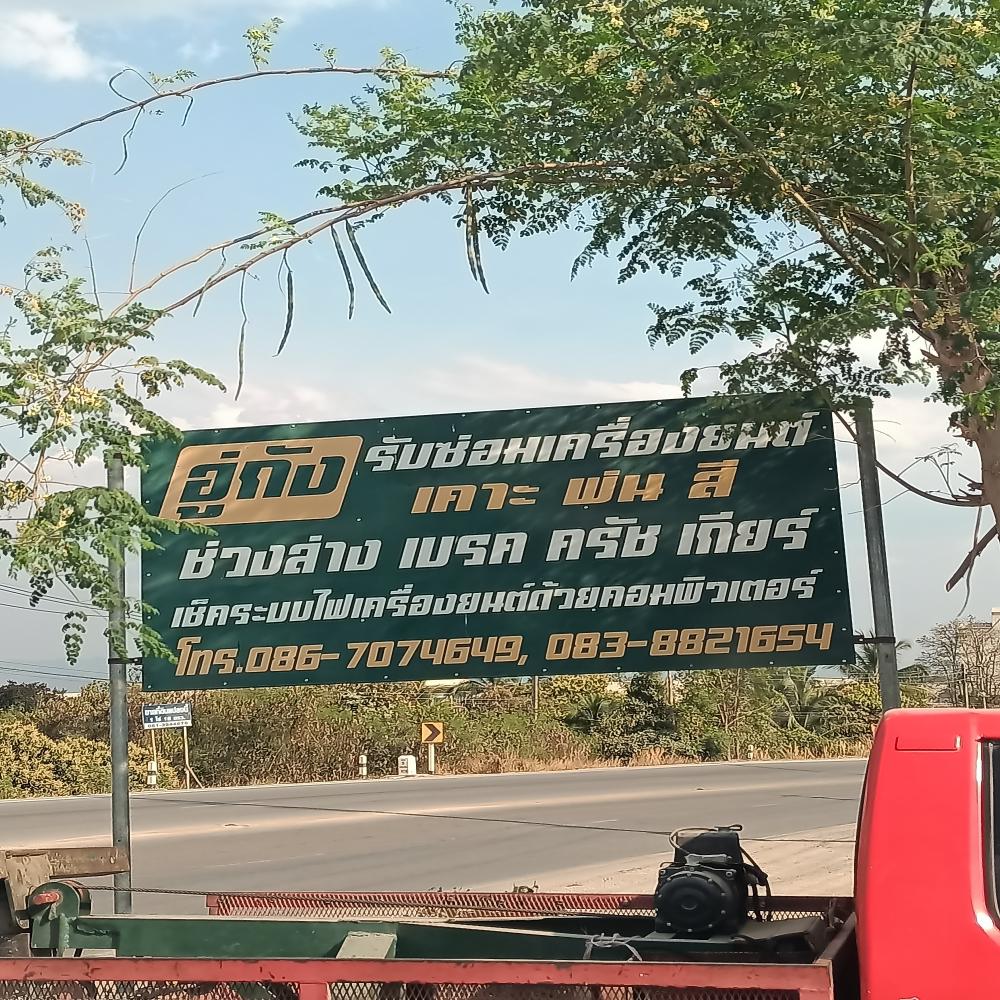 อู่กัง รับซ่อมเครื่องยนต์
เคาะ พ่น สี
ช่วงล่าง เบรค ครัช เกียร์
เช็คระบบไฟเครื่องยนต์ด้วยคอมพิวเตอร์
โทร.086-7074649, 083-8821654